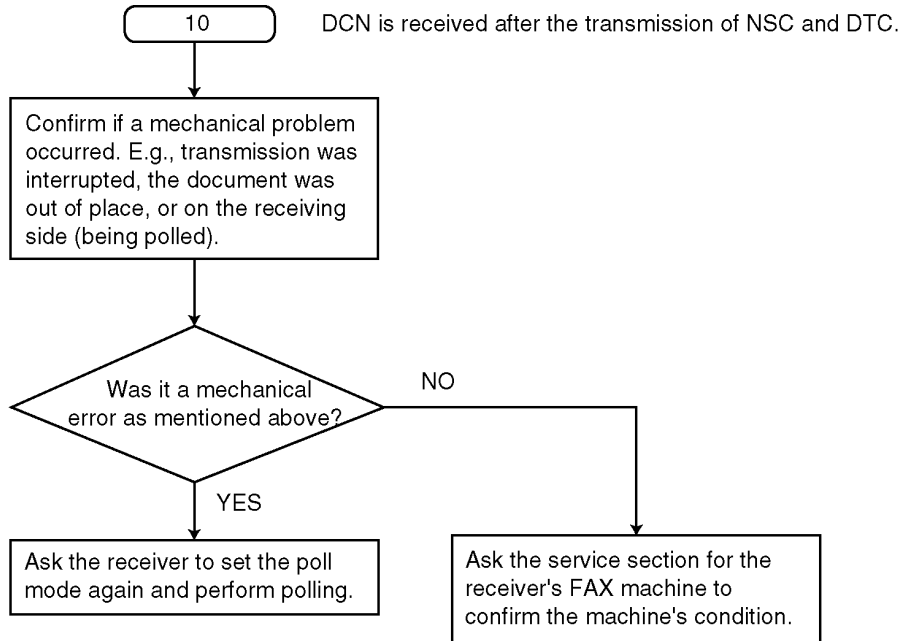 10
DCN is received after the transmission of NSC and DTC.
Confirm if a mechanical problem
occurred. E.g., transmission was
interrupted, the document was
out of place, or on the receiving
side (being polled).
Was it a mechanical
error as mentioned above?
NO
YES
Ask the receiver to set the poll
mode again and perform polling.
Ask the service section for the
receiver's FAX machine to
confirm the machine's condition.